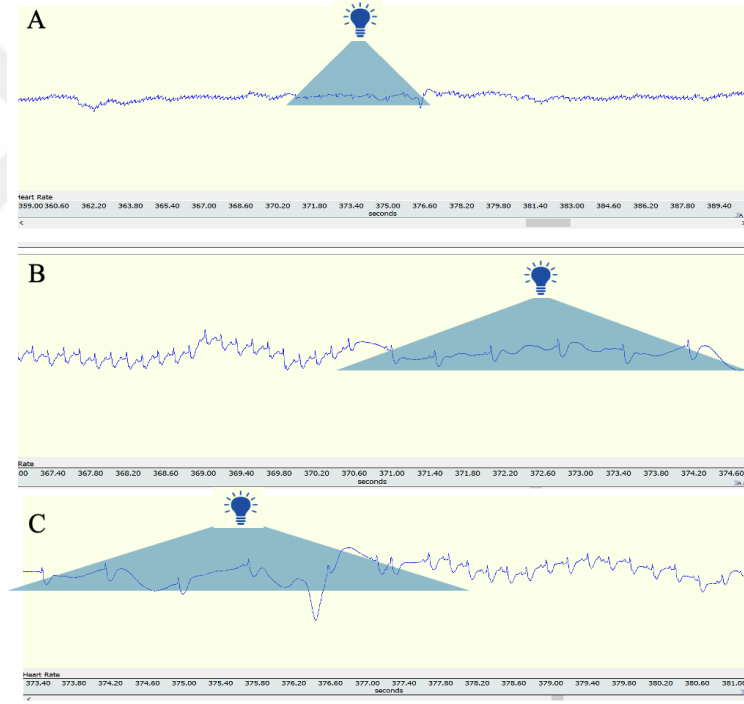 A
Heart Rate
359.00 360.60 362.20 363.80 365.40 367.00 368.60 370.20 371.80 373.40 375.00 376.60 378.20 379.80 381.40 383.00 384.60 386.20 387.80 389.40
seconds
B
Rate
00 367.40 367.80 368.20 368.60 369.00 369.40 369.80 370.20 370.60 371.00 371.40 371.80 372.20 372.60 373.00 373.40 373.80 374.20 374.60
seconds
C
Heart Rate
373.40 373.80 374.20 374.60 375.00 375.40 375.80 376.20 376.60 377.00 377.40 377.80 378.20 378.60 379.00 379.40 379.80 380.20 380.60 381.00
seconds